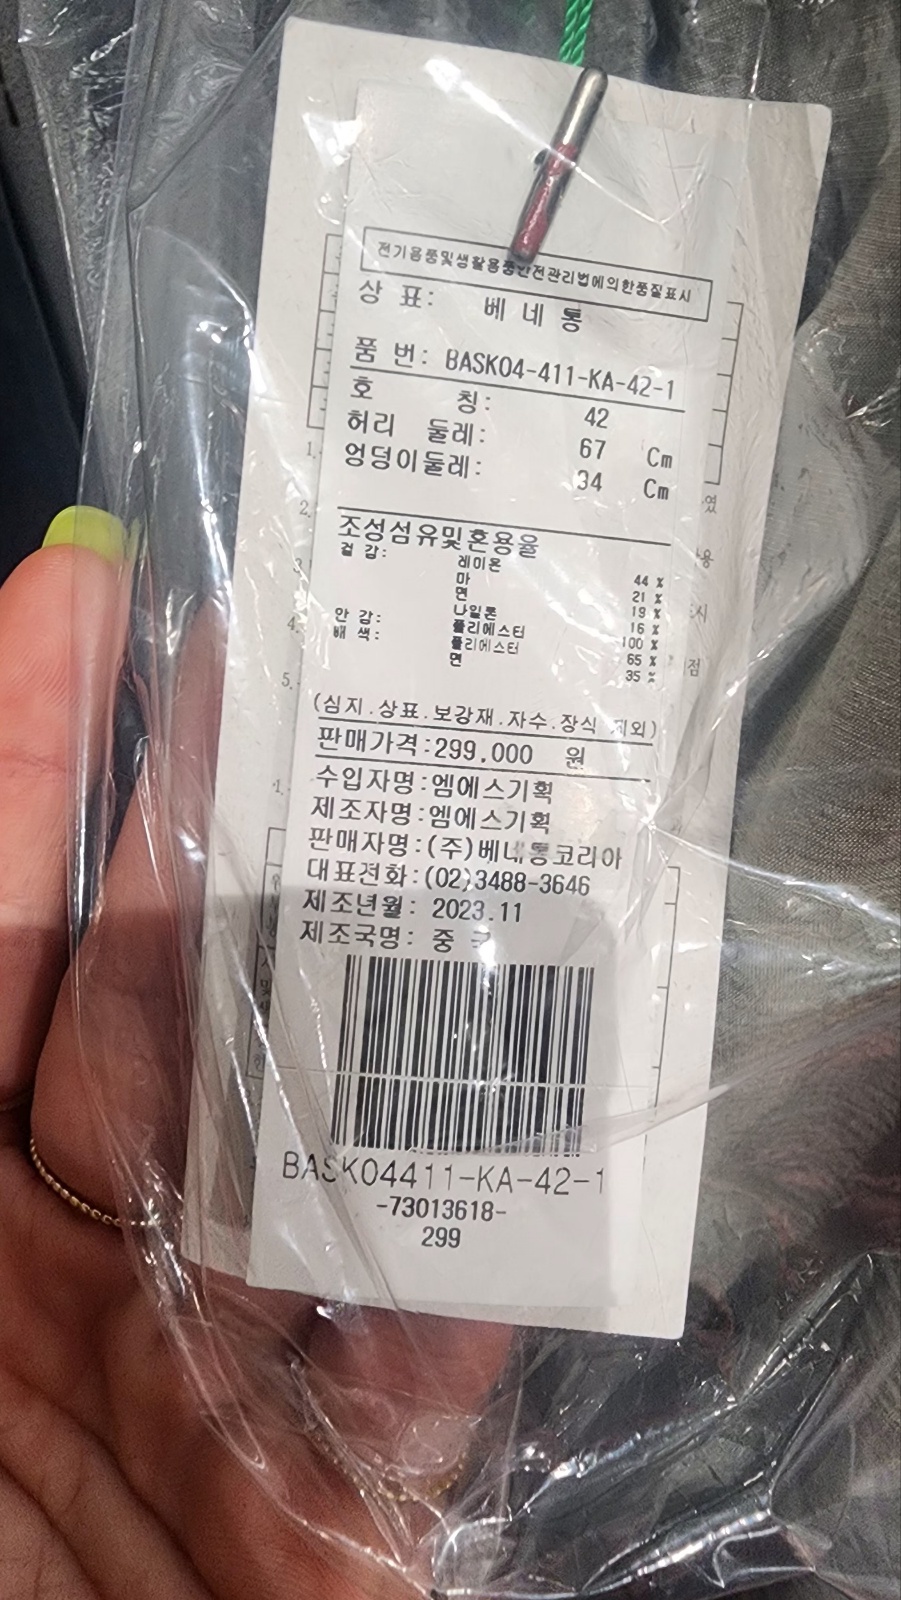 전기용품및생활용품안전관리법에의한품질표시
상 표: 베 네 통
품 번: BASK04-411-KA-42-1
호 칭: 42
허리 둘레: 67 Cm
엉덩이둘레: 34 Cm
조성섬유및혼용율
겉 감: 레이온 44 %
마 21 %
면 19 %
나일론 16 %
안 감: 폴리에스터 100 %
배 색: 폴리에스터 65 %
면 35 %
(심지.상표.보강재.자수.장식 제외)
판매가격:299,000 원
수입자명:엠에스기획
제조자명:엠에스기획
판매자명:(주)베네통코리아
대표전화:(02)3488-3646
제조년월: 2023.11
제조국명: 중 국
BASK04411-KA-42-1
-73013618-
299